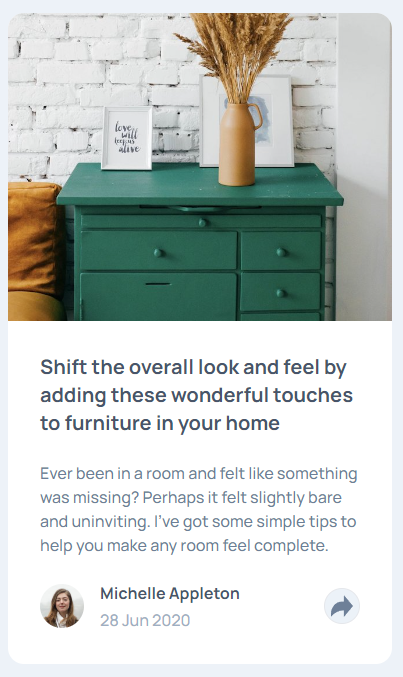 love
will
keep us
alive
Shift the overall look and feel by
adding these wonderful touches
to furniture in your home
Ever been in a room and felt like something
was missing? Perhaps it felt slightly bare
and uninviting. I've got some simple tips to
help you make any room feel complete.
Michelle Appleton
28 Jun 2020